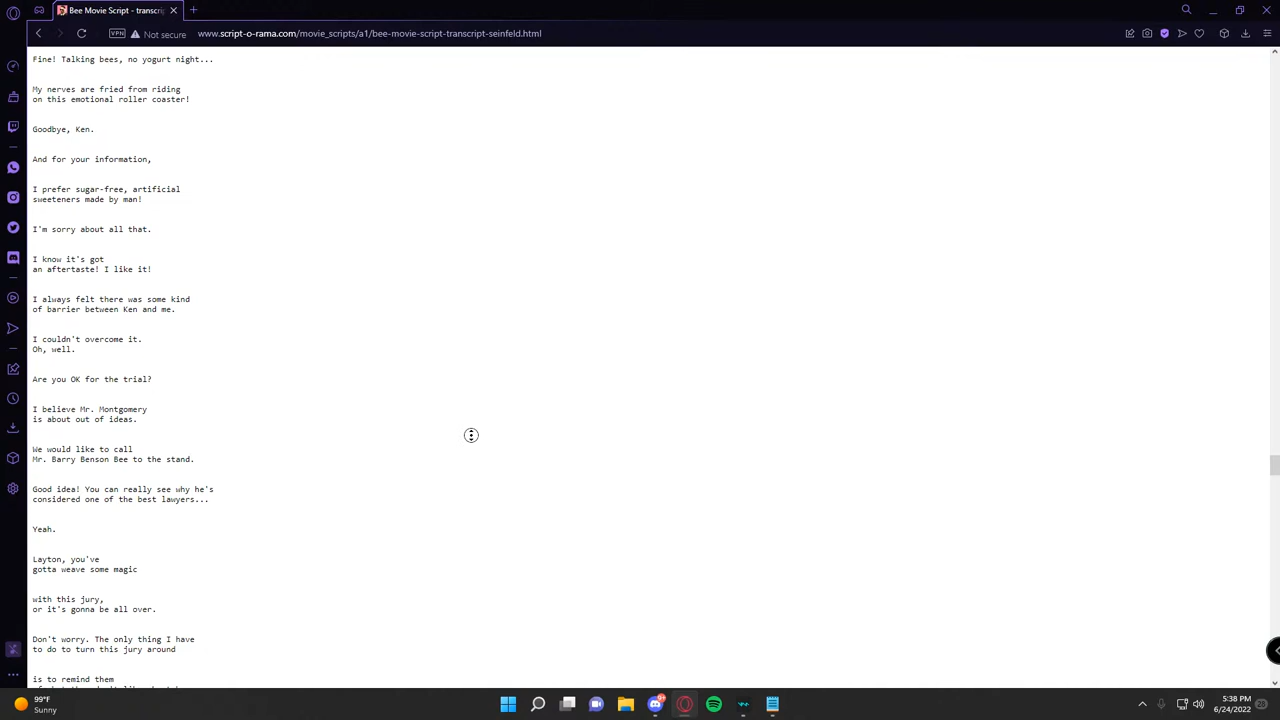 Bee Movie Script - transcrip
VPN
Not secure
www.script-o-rama.com/movie_scripts/a1/bee-movie-script-transcript-seinfeld.html
Fine! Talking bees, no yogurt night...
My nerves are fried from riding
on this emotional roller coaster!
Goodbye, Ken.
And for your information,
I prefer sugar-free, artificial
sweeteners made by man!
I'm sorry about all that.
I know it's got
an aftertaste! I like it!
I always felt there was some kind
of barrier between Ken and me.
I couldn't overcome it.
Oh, well.
Are you OK for the trial?
I believe Mr. Montgomery
is about out of ideas.
We would like to call
Mr. Barry Benson Bee to the stand.
Good idea! You can really see why he's
considered one of the best lawyers...
Yeah.
Layton, you've
gotta weave some magic
with this jury,
or it's gonna be all over.
Don't worry. The only thing I have
to do to turn this jury around
is to remind them
99°F
Sunny
5:38 PM
6/24/2022